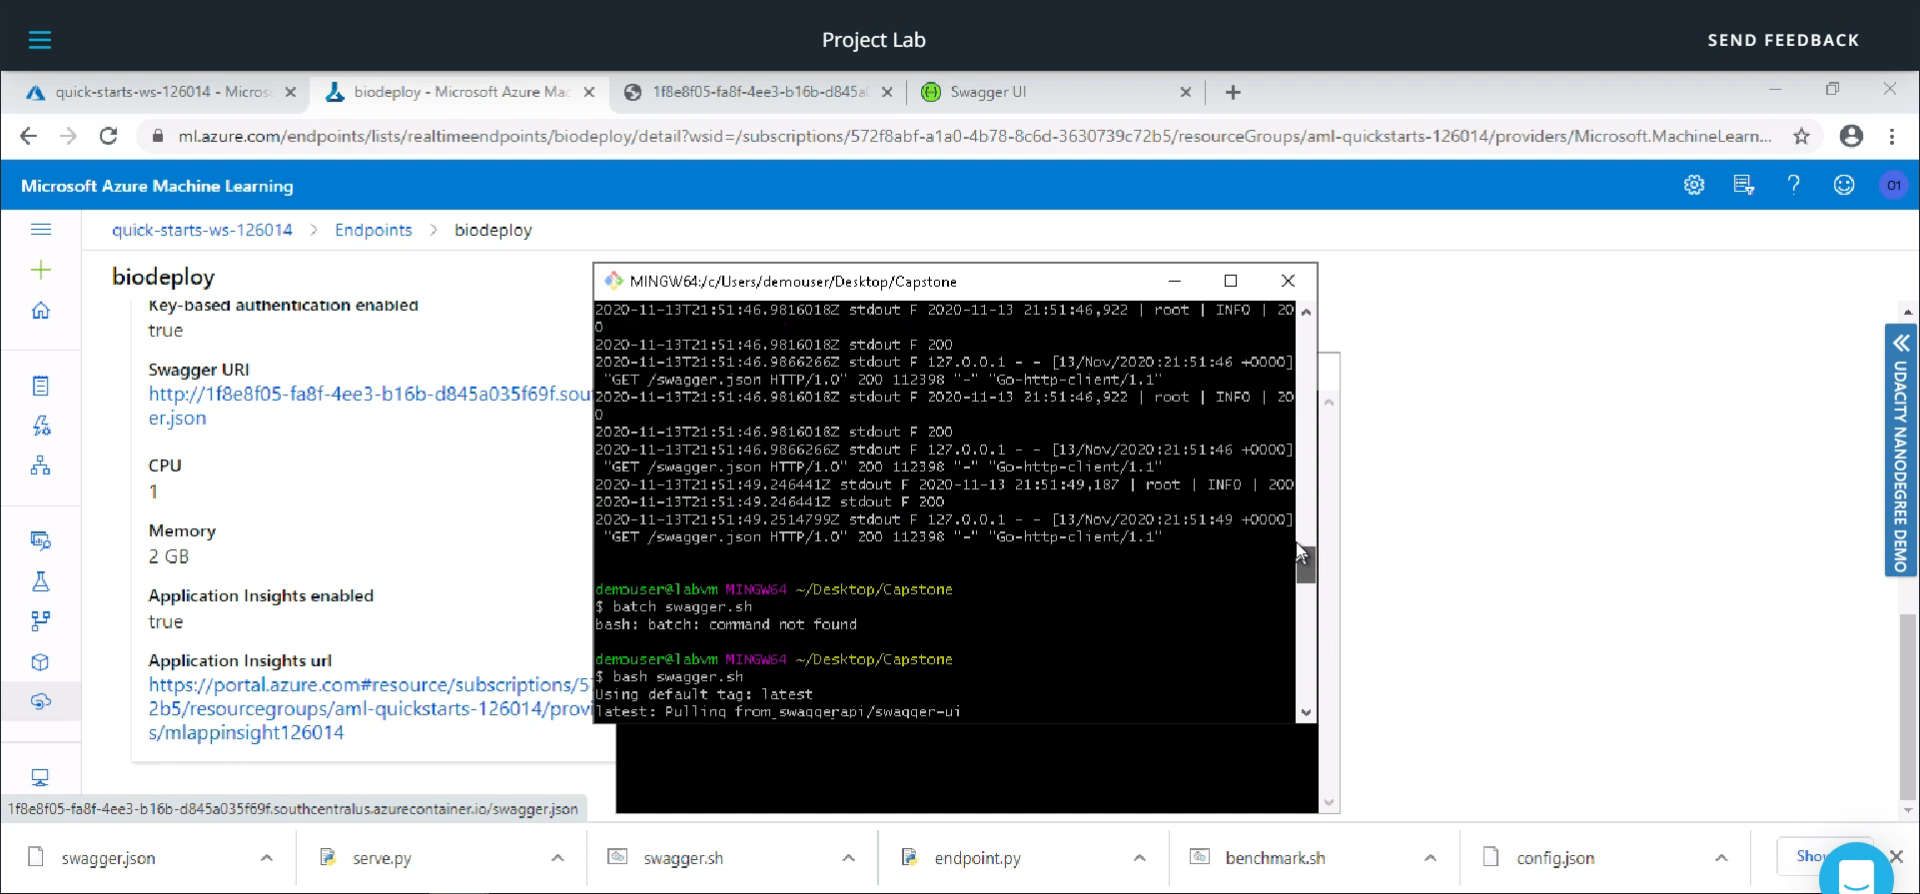 Project Lab
SEND FEEDBACK
quick-starts-ws-126014 - Micros
biodeploy - Microsoft Azure Mac
1f8e8f05-fa8f-4ee3-b16b-d845a
Swagger UI
ml.azure.com/endpoints/lists/realtimeendpoints/biodeploy/detail?wsid=/subscriptions/572f8abf-a1a0-4b78-8c6d-3630739c72b5/resourceGroups/aml-quickstarts-126014/providers/Microsoft.MachineLearn...
Microsoft Azure Machine Learning
01
quick-starts-ws-126014 > Endpoints > biodeploy
biodeploy
Key-based authentication enabled
true
Swagger URI
http://1f8e8f05-fa8f-4ee3-b16b-d845a035f69f.sou
er.json
CPU
1
Memory
2 GB
Application Insights enabled
true
Application Insights url
https://portal.azure.com#resource/subscriptions/5
2b5/resourcegroups/aml-quickstarts-126014/provi
s/mlappinsight126014
1f8e8f05-fa8f-4ee3-b16b-d845a035f69f.southcentralus.azurecontainer.io/swagger.json
MINGW64:/c/Users/demouser/Desktop/Capstone
2020-11-13T21:51:46.9816018Z stdout F 2020-11-13 21:51:46,922 | root | INFO | 20
0
2020-11-13T21:51:46.9816018Z stdout F 200
2020-11-13T21:51:46.9866266Z stdout F 127.0.0.1 - - [13/Nov/2020:21:51:46 +0000]
"GET /swagger.json HTTP/1.0" 200 112398 "-" "Go-http-client/1.1"
2020-11-13T21:51:46.9816018Z stdout F 2020-11-13 21:51:46,922 | root | INFO | 20
0
2020-11-13T21:51:46.9816018Z stdout F 200
2020-11-13T21:51:46.9866266Z stdout F 127.0.0.1 - - [13/Nov/2020:21:51:46 +0000]
"GET /swagger.json HTTP/1.0" 200 112398 "-" "Go-http-client/1.1"
2020-11-13T21:51:49.246441Z stdout F 2020-11-13 21:51:49,187 | root | INFO | 200
2020-11-13T21:51:49.246441Z stdout F 200
2020-11-13T21:51:49.2514799Z stdout F 127.0.0.1 - - [13/Nov/2020:21:51:49 +0000]
"GET /swagger.json HTTP/1.0" 200 112398 "-" "Go-http-client/1.1"
demouser@labvm MINGW64 ~/Desktop/Capstone
$ batch swagger.sh
bash: batch: command not found
demouser@labvm MINGW64 ~/Desktop/Capstone
$ bash swagger.sh
Using default tag: latest
latest: Pulling from swaggerapi/swagger-ui
UDACITY NANODEGREE DEMO
swagger.json
serve.py
swagger.sh
endpoint.py
benchmark.sh
config.json